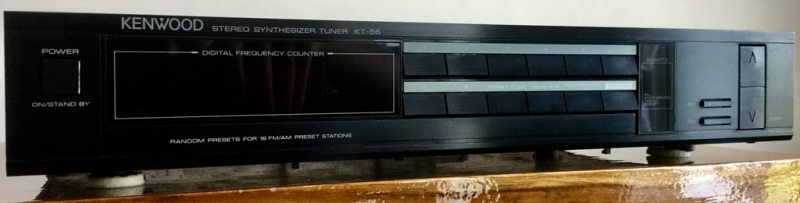 KENWOOD STEREO SYNTHESIZER TUNER KT-56
POWER
ON/STAND BY
DIGITAL FREQUENCY COUNTER
RANDOM PRESETS FOR 16 FM/AM PRESET STATIONS
QUARTZ